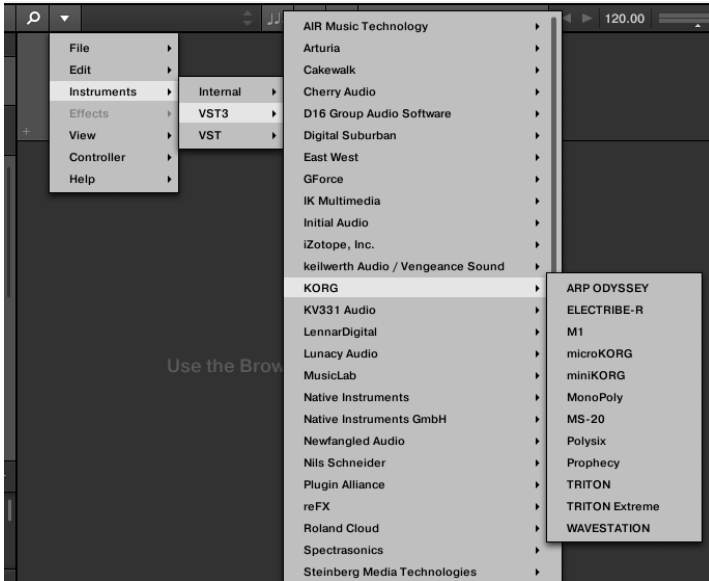 120.00
File
Edit
Instruments
Effects
View
Controller
Help
Internal
VST3
VST
AIR Music Technology
Arturia
Cakewalk
Cherry Audio
D16 Group Audio Software
Digital Suburban
East West
GForce
IK Multimedia
Initial Audio
iZotope, Inc.
keilwerth Audio / Vengeance Sound
KORG
KV331 Audio
LennarDigital
Lunacy Audio
MusicLab
Native Instruments
Native Instruments GmbH
Newfangled Audio
Nils Schneider
Plugin Alliance
reFX
Roland Cloud
Spectrasonics
Steinberg Media Technologies
ARP ODYSSEY
ELECTRIBE-R
M1
microKORG
miniKORG
MonoPoly
MS-20
Polysix
Prophecy
TRITON
TRITON Extreme
WAVESTATION
Use the Brow